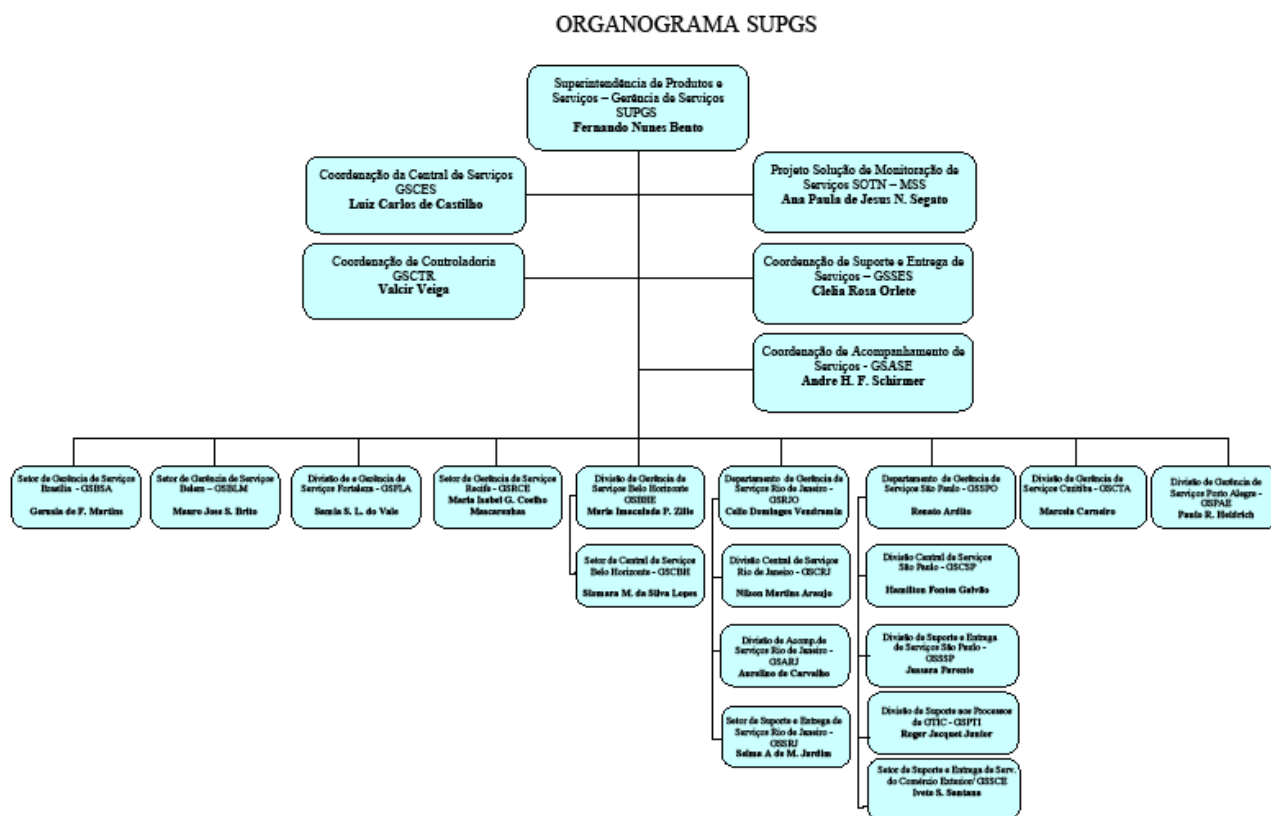 ORGANOGRAMA SUPGS
Superintendência de Produtos e
Serviços – Gerência de Serviços
SUPGS
Fernando Nunes Bento
Coordenação da Central de Serviços
GSCES
Luiz Carlos de Castilho
Projeto Solução de Monitoração de
Serviços SOTN – MSS
Ana Paula de Jesus N. Segato
Coordenação de Controladoria
GSCTR
Valcir Veiga
Coordenação de Suporte e Entrega de
Serviços – GSSES
Clelia Rosa Orlete
Coordenação de Acompanhamento de
Serviços - GSASE
Andre H. F. Schirmer
Setor de Gerência de Serviços
Brasília - GSBSA
de F. Martins
Setor de Gerência de Serviços
Belem – GSBLM
Mauro Jose S. Brito
Divisão de e Gerência de
Serviços Fortaleza - GSFLA
Samia S. L. do Vale
Setor de Gerência de Serviços
Recife - GSRCE
Maria Isabel G. Coelho
Mascarenhas
Divisão de Gerência de
Serviços Belo Horizonte
GSBHE
Maria Imaculada P. Zille
Departamento de Gerência de
Serviços Rio de Janeiro -
GSRJO
Celio Domingos Vendramin
Departamento de Gerência de
Serviços São Paulo - GSSPO
Renato Ardito
Divisão de Gerência de
Serviços Curitiba - GSCTA
Marcelo Carneiro
Divisão de Gerência de
Serviços Porto Alegre -
GSPAE
Paulo R. Heidrich
Setor de Central de Serviços
Belo Horizonte - GSCBH
M. da Silva Lopes
Divisão Central de Serviços
Rio de Janeiro - GSCRJ
Nilson Martins Araujo
Divisão Central de Serviços
São Paulo - GSCSP
Hamilton Fontes Galvão
Divisão de Acomp.de
Serviços Rio de Janeiro -
GSARJ
Aurelino de Carvalho
Divisão de Suporte e Entrega
de Serviços São Paulo -
GSSSP
Jussara Parente
Setor de Suporte e Entrega de
Serviços Rio de Janeiro -
GSSRJ
Selma A de M. Jardim
Divisão de Suporte aos Processos
de GTIC - GSPTI
Roger Jacquet Junior
Setor de Suporte e Entrega de Serv.
do Comércio Exterior/ GSSCE
Ivete S. Santana